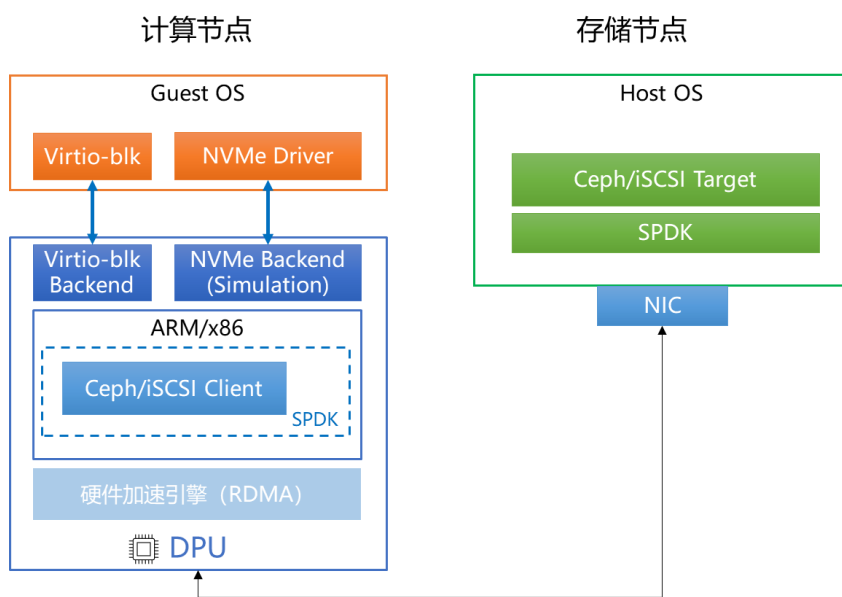 计算节点
存储节点
Guest OS
Virtio-blk
NVMe Driver
Virtio-blk
Backend
NVMe Backend
(Simulation)
ARM/x86
Ceph/iSCSI Client
SPDK
硬件加速引擎（RDMA）
DPU
Host OS
Ceph/iSCSI Target
SPDK
NIC